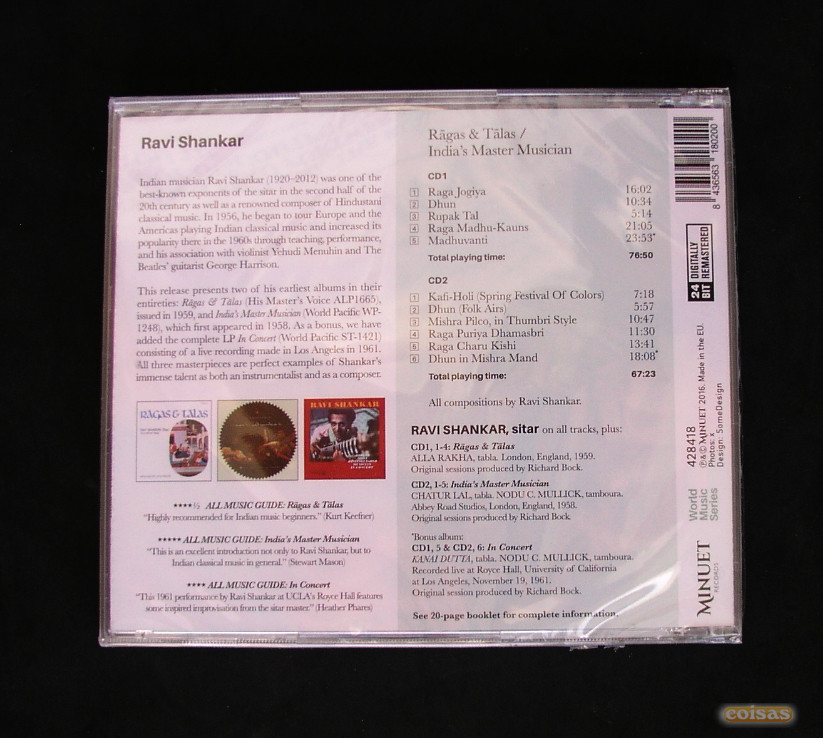 Ravi Shankar
Indian musician Ravi Shankar (1920–2012) was one of the
best-known exponents of the sitar in the second half of the
20th century as well as a renowned composer of Hindustani
classical music. In 1956, he began to tour Europe and the
Americas playing Indian classical music and increased its
popularity there in the 1960s through teaching, performance,
and his association with violinist Yehudi Menuhin and The
Beatles' guitarist George Harrison.
This release presents two of his earliest albums in their
entireties: Rāgas & Tālas (His Master's Voice ALP1665),
issued in 1959, and India's Master Musician (World Pacific WP-
1248), which first appeared in 1958. As a bonus, we have
added the complete LP In Concert (World Pacific ST-1421)
consisting of a live recording made in Los Angeles in 1961.
All three masterpieces are perfect examples of Shankar's
immense talent as both an instrumentalist and as a composer.
RAGAS & TALAS
RAVI SHANKAR
****½ ALL MUSIC GUIDE: Rāgas & Tālas
"Highly recommended for Indian music beginners." (Kurt Keefner)
***** ALL MUSIC GUIDE: India's Master Musician
"This is an excellent introduction not only to Ravi Shankar, but to
Indian classical music in general." (Stewart Mason)
**** ALL MUSIC GUIDE: In Concert
"This 1961 performance by Ravi Shankar at UCLA's Royce Hall features
some inspired improvisation from the sitar master." (Heather Phares)
Rāgas & Tālas /
India's Master Musician
CD1
1 Raga Jogiya 16:02
2 Dhun 10:34
3 Rupak Tal 5:14
4 Raga Madhu-Kauns 21:05
5 Madhuvanti 23:53*
Total playing time: 76:50
CD2
1 Kafi-Holi (Spring Festival Of Colors) 7:18
2 Dhun (Folk Airs) 5:57
3 Mishra Piloo, in Thumbri Style 10:47
4 Raga Puriya Dhamasbri 11:30
5 Raga Charu Kishi 13:41
6 Dhun in Mishra Mand 18:08*
Total playing time: 67:23
All compositions by Ravi Shankar.
RAVI SHANKAR, sitar on all tracks, plus:
CD1, 1-4: Rāgas & Tālas
ALLA RAKHA, tabla. London, England, 1959.
Original sessions produced by Richard Bock.
CD2, 1-5: India's Master Musician
CHATUR LAL, tabla. NODU C. MULLICK, tamboura.
Abbey Road Studios, London, England, 1958.
Original sessions produced by Richard Bock.
*Bonus album:
CD1, 5 & CD2, 6: In Concert
KANAI DUTTA, tabla. NODU C. MULLICK, tamboura.
Recorded live at Royce Hall, University of California
at Los Angeles, November 19, 1961.
Original sessions produced by Richard Bock.
See 20-page booklet for complete information.
8 436563 180200
24 DIGITALLY
BIT REMASTERED
428418
℗&© MINUET 2016. Made in the EU.
Photos: x
Design: SomeDesign
World
Music
Series
MINUET
RECORDS
coisas